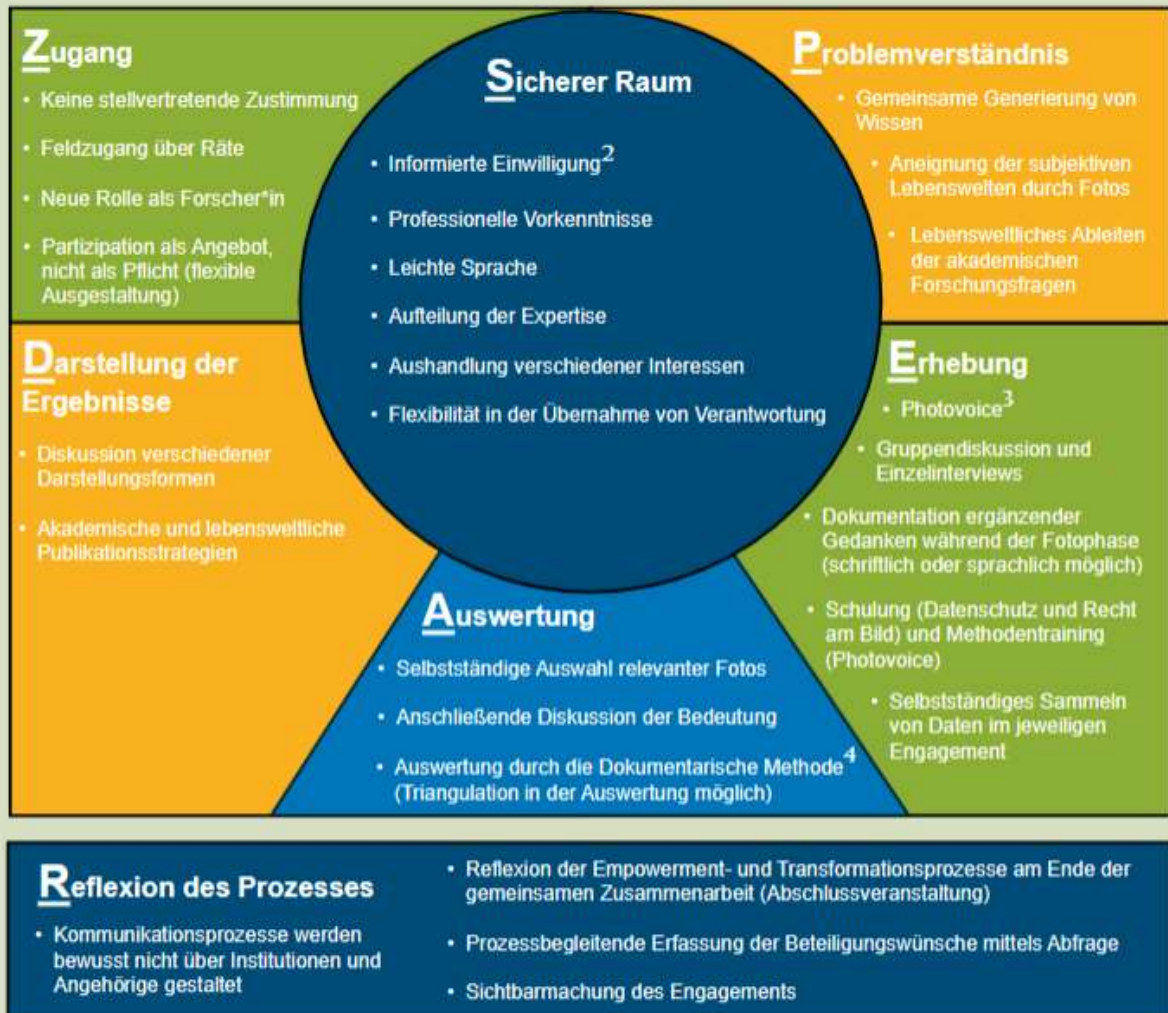 Zugang
• Keine stellvertretende Zustimmung
• Feldzugang über Räte
• Neue Rolle als Forscher*in
• Partizipation als Angebot,
nicht als Pflicht (flexible
Ausgestaltung)
Sicherer Raum
• Informierte Einwilligung²
• Professionelle Vorkenntnisse
• Leichte Sprache
• Aufteilung der Expertise
• Aushandlung verschiedener Interessen
• Flexibilität in der Übernahme von Verantwortung
Problemverständnis
• Gemeinsame Generierung von
Wissen
• Aneignung der subjektiven
Lebenswelten durch Fotos
• Lebensweltliches Ableiten
der akademischen
Forschungsfragen
Darstellung der
Ergebnisse
• Diskussion verschiedener
Darstellungsformen
• Akademische und lebensweltliche
Publikationsstrategien
Auswertung
• Selbstständige Auswahl relevanter Fotos
• Anschließende Diskussion der Bedeutung
• Auswertung durch die Dokumentarische Methode⁴
(Triangulation in der Auswertung möglich)
Erhebung
• Photovoice³
• Gruppendiskussion und
Einzelinterviews
• Dokumentation ergänzender
Gedanken während der Fotophase
(schriftlich oder sprachlich möglich)
• Schulung (Datenschutz und Recht
am Bild) und Methodentraining
(Photovoice)
• Selbstständiges Sammeln
von Daten im jeweiligen
Engagement
Reflexion des Prozesses
• Kommunikationsprozesse werden
bewusst nicht über Institutionen und
Angehörige gestaltet
• Reflexion der Empowerment- und Transformationsprozesse am Ende der
gemeinsamen Zusammenarbeit (Abschlussveranstaltung)
• Prozessbegleitende Erfassung der Beteiligungswünsche mittels Abfrage
• Sichtbarmachung des Engagements